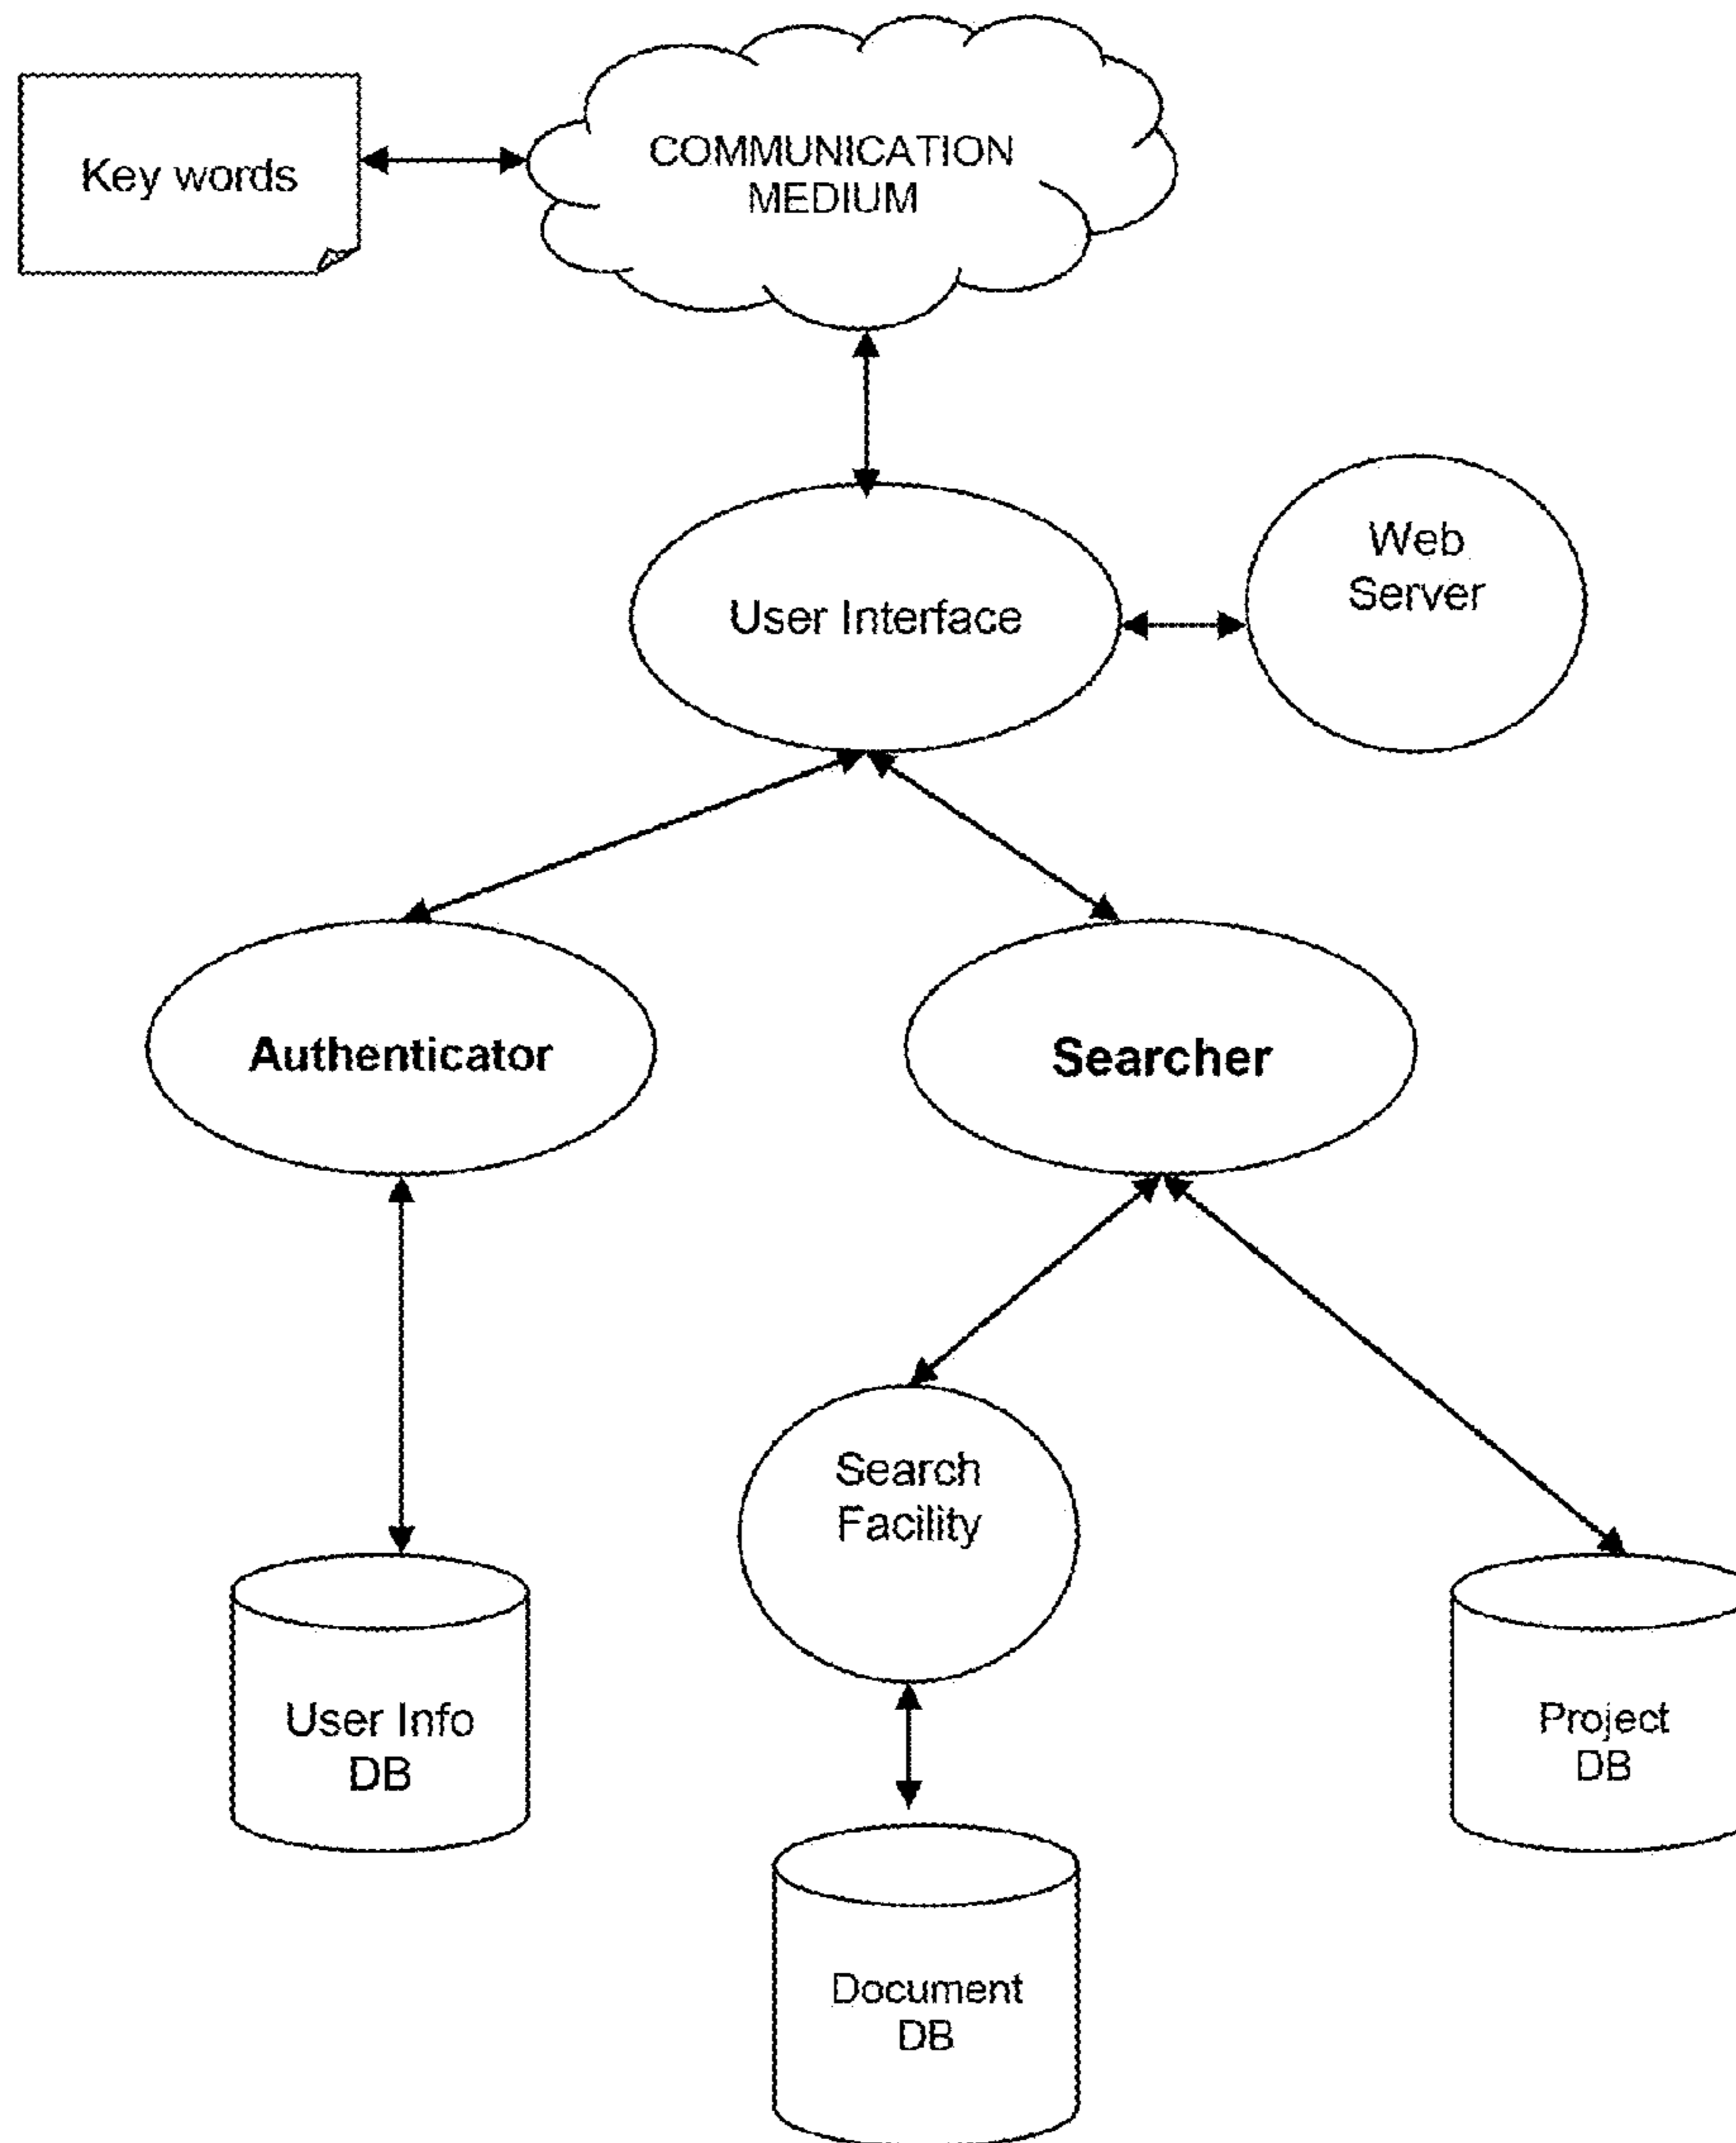 Key words
COMMUNICATION
MEDIUM
User Interface
Web
Server
Authenticator
Searcher
Search
Facility
User Info
DB
Project
DB
Document
DB